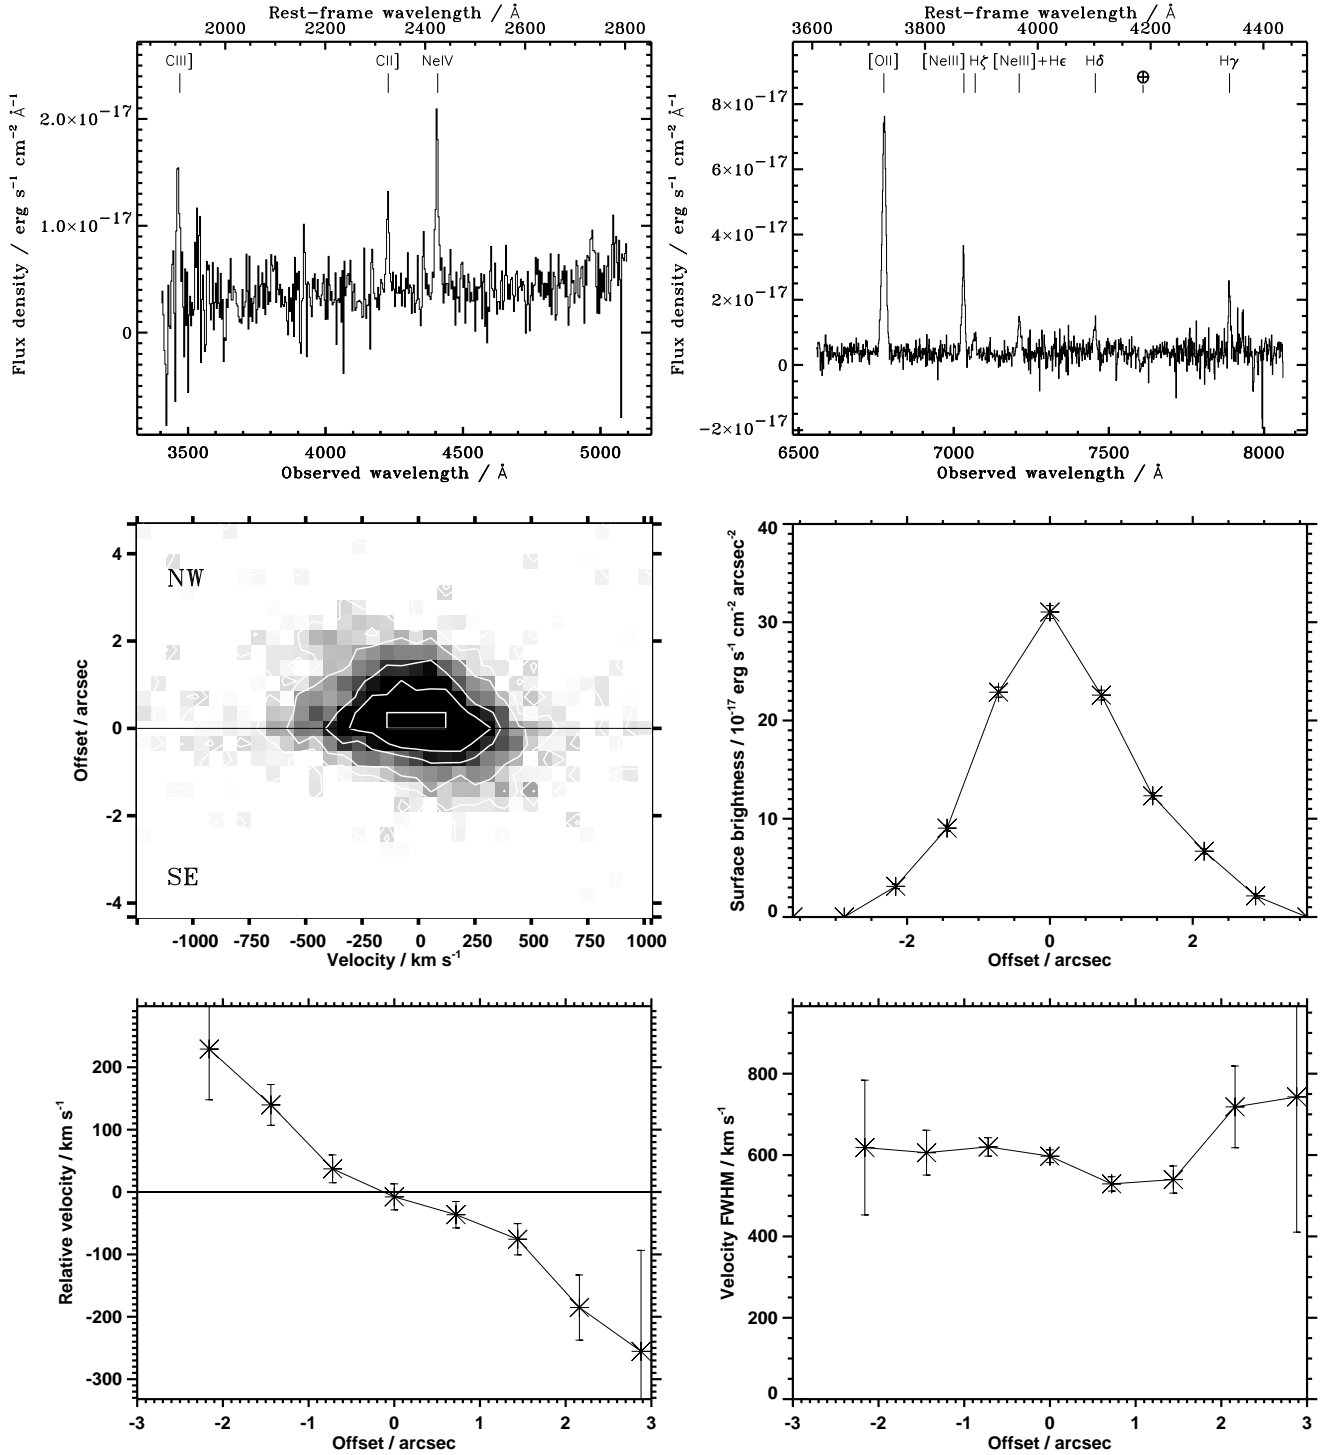 Rest-frame wavelength / Å
2000 2200 2400 2600 2800
CIII] CII] NeIV
2.0×10⁻¹⁷
1.0×10⁻¹⁷
0
Flux density / erg s⁻¹ cm⁻² Å⁻¹
3500 4000 4500 5000
Observed wavelength / Å
Rest-frame wavelength / Å
3600 3800 4000 4200 4400
[OII] [NeIII] Hζ [NeIII]+Hϵ Hδ ⊕ Hγ
8×10⁻¹⁷
6×10⁻¹⁷
4×10⁻¹⁷
2×10⁻¹⁷
0
-2×10⁻¹⁷
Flux density / erg s⁻¹ cm⁻² Å⁻¹
6500 7000 7500 8000
Observed wavelength / Å
NW
SE
4
2
0
-2
-4
Offset / arcsec
-1000 -750 -500 -250 0 250 500 750 1000
Velocity / km s⁻¹
40
30
20
10
0
Surface brightness / 10⁻¹⁷ erg s⁻¹ cm⁻² arcsec⁻²
-2 0 2
Offset / arcsec
200
100
0
-100
-200
-300
Relative velocity / km s⁻¹
-3 -2 -1 0 1 2 3
Offset / arcsec
800
600
400
200
0
Velocity FWHM / km s⁻¹
-3 -2 -1 0 1 2 3
Offset / arcsec